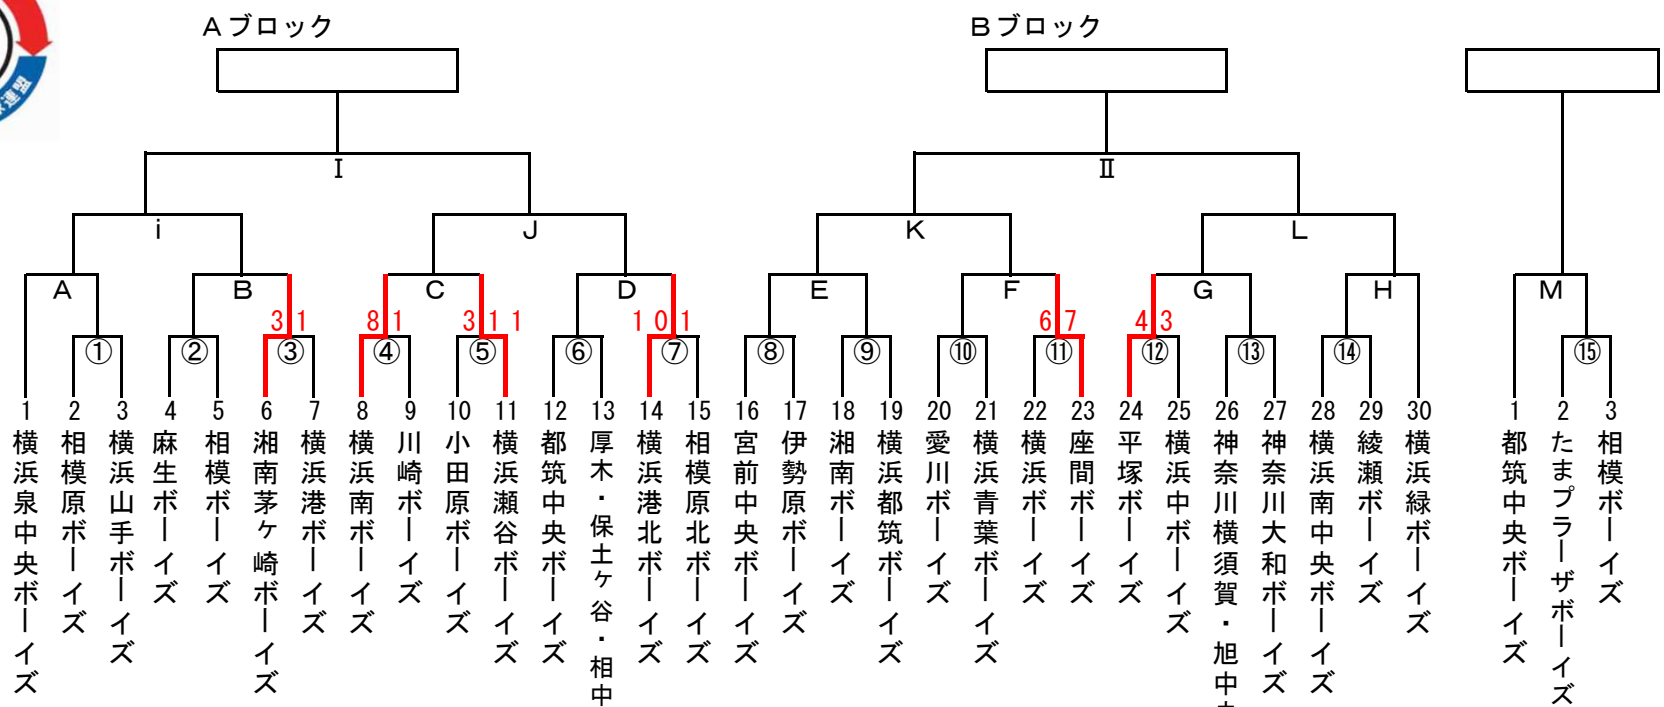 連盟
Aブロック
Bブロック
Ⅰ
Ⅱ
i
J
K
L
A
B
C
D
E
F
G
H
M
3 1
8 1
3 1 1
1 0 1
6 7
4 3
①
②
③
④
⑤
⑥
⑦
⑧
⑨
⑩
⑪
⑫
⑬
⑭
⑮
1 横浜泉中央ボーイズ
2 相模原ボーイズ
3 横浜山手ボーイズ
4 麻生ボーイズ
5 相模ボーイズ
6 湘南茅ヶ崎ボーイズ
7 横浜港ボーイズ
8 横浜南ボーイズ
9 川崎ボーイズ
10 小田原ボーイズ
11 横浜瀬谷ボーイズ
12 都筑中央ボーイズ
13 厚木・保土ヶ谷・相中
14 横浜港北ボーイズ
15 相模原北ボーイズ
16 宮前中央ボーイズ
17 伊勢原ボーイズ
18 湘南ボーイズ
19 横浜都筑ボーイズ
20 愛川ボーイズ
21 横浜青葉ボーイズ
22 横浜ボーイズ
23 座間ボーイズ
24 平塚ボーイズ
25 横浜中ボーイズ
26 神奈川横須賀・旭中
27 神奈川大和ボーイズ
28 横浜南中央ボーイズ
29 綾瀬ボーイズ
30 横浜緑ボーイズ
1 都筑中央ボーイズ
2 たまプラーザボーイズ
3 相模ボーイズ